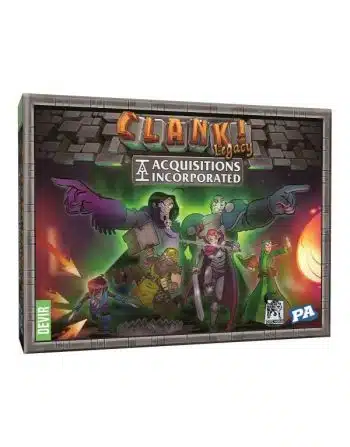 CLANK!
Legacy
ACQUISITIONS
INCORPORATED
DEVIR
PA